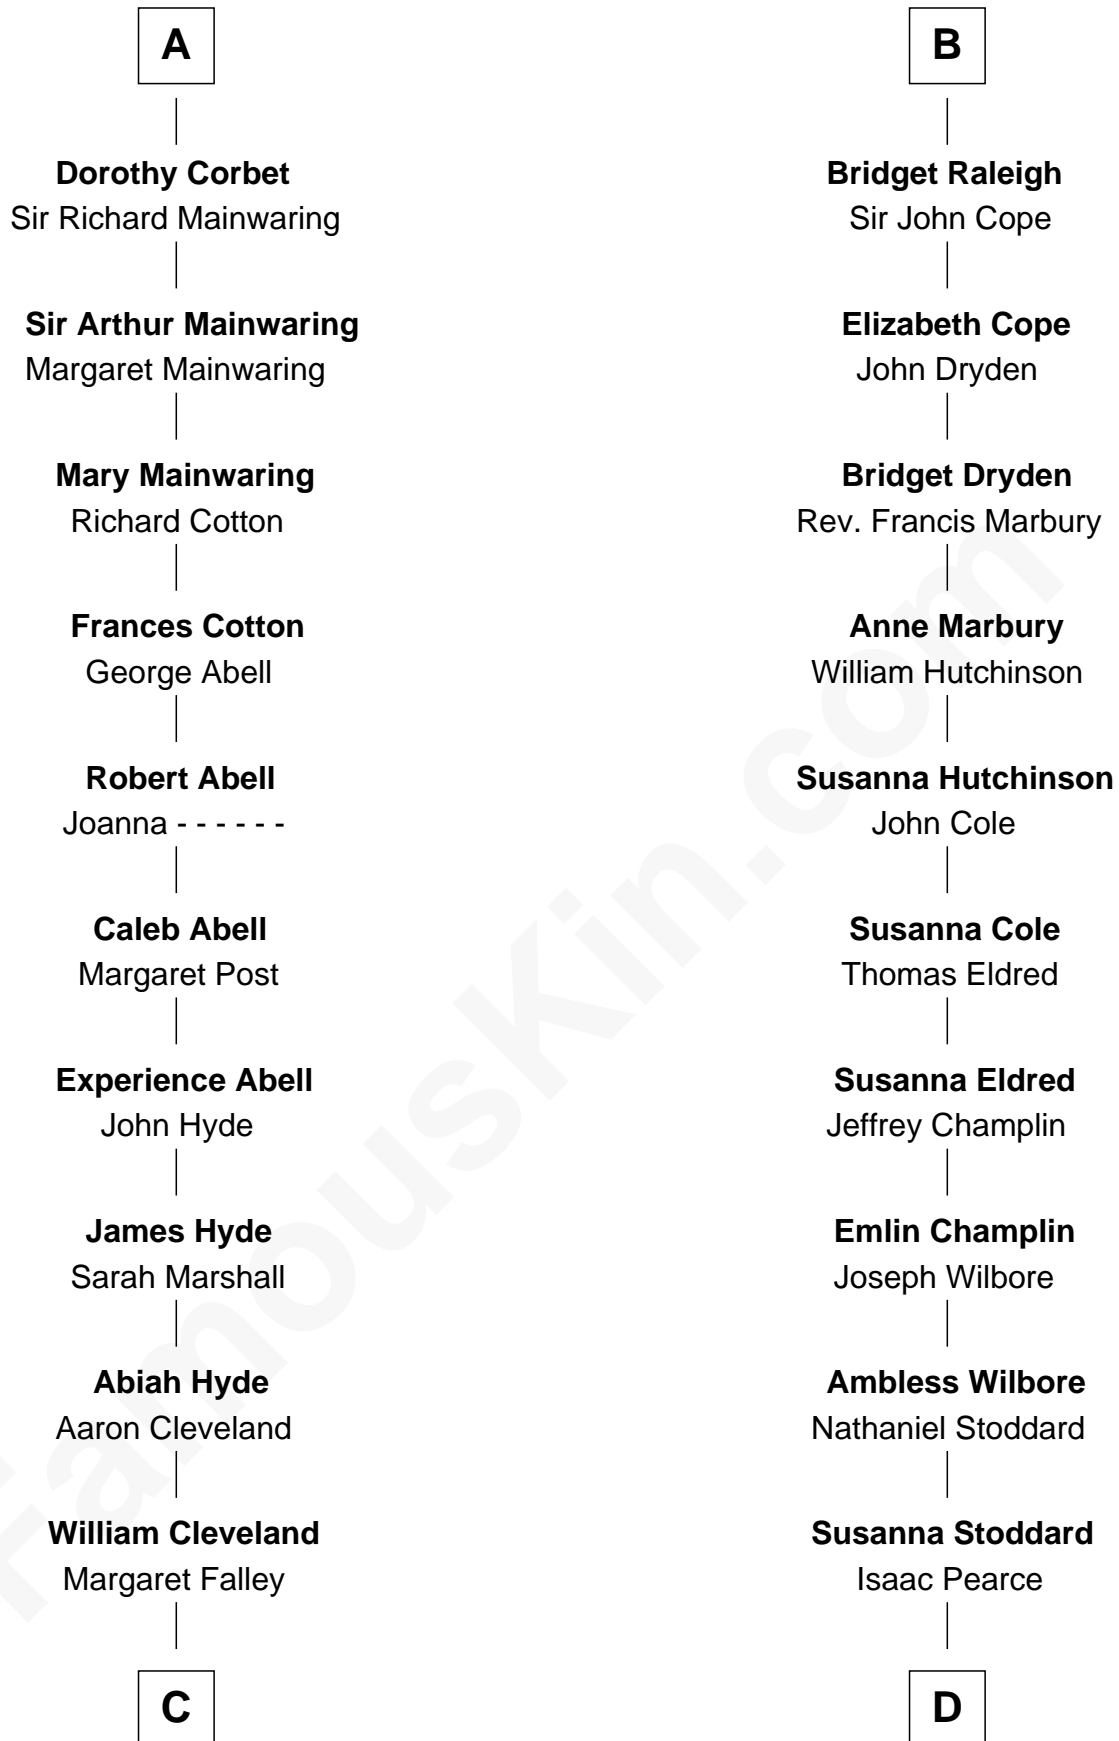 A
Dorothy Corbet
Sir Richard Mainwaring
Sir Arthur Mainwaring
Margaret Mainwaring
Mary Mainwaring
Richard Cotton
Frances Cotton
George Abell
Robert Abell
Joanna - - - - - -
Caleb Abell
Margaret Post
Experience Abell
John Hyde
James Hyde
Sarah Marshall
Abiah Hyde
Aaron Cleveland
William Cleveland
Margaret Falley
C
B
Bridget Raleigh
Sir John Cope
Elizabeth Cope
John Dryden
Bridget Dryden
Rev. Francis Marbury
Anne Marbury
William Hutchinson
Susanna Hutchinson
John Cole
Susanna Cole
Thomas Eldred
Susanna Eldred
Jeffrey Champlin
Emlin Champlin
Joseph Wilbore
Ambless Wilbore
Nathaniel Stoddard
Susanna Stoddard
Isaac Pearce
D
FamousKin.com